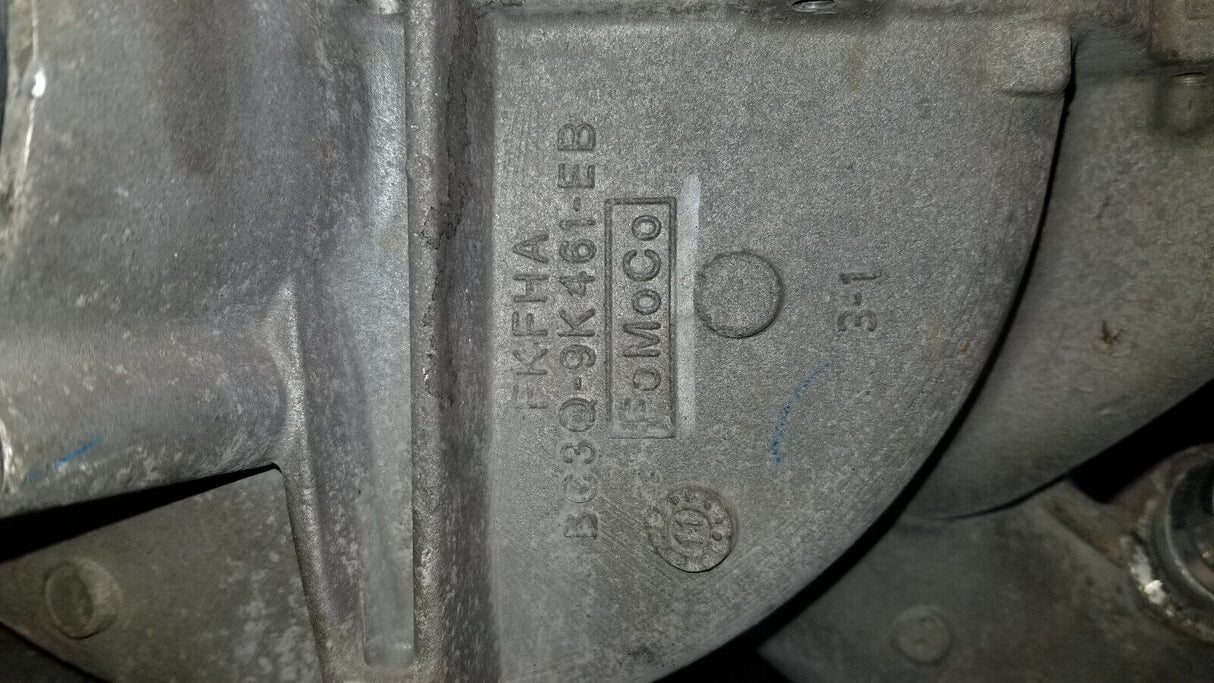 FKFHA
BC3Q-9K461-EB
FoMoCo
3-1